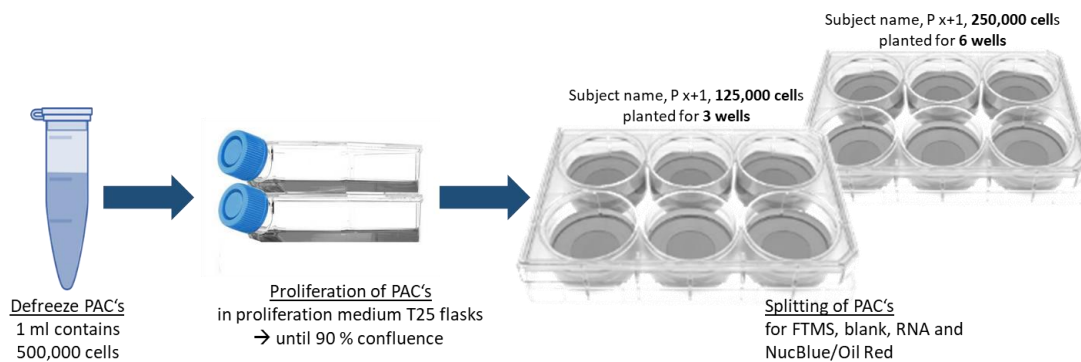 Subject name, P x+1, 250,000 cells
planted for 6 wells
Subject name, P x+1, 125,000 cells
planted for 3 wells
Defreeze PAC‘s
1 ml contains
500,000 cells
Proliferation of PAC‘s
in proliferation medium T25 flasks
→ until 90 % confluence
Splitting of PAC‘s
for FTMS, blank, RNA and
NucBlue/Oil Red